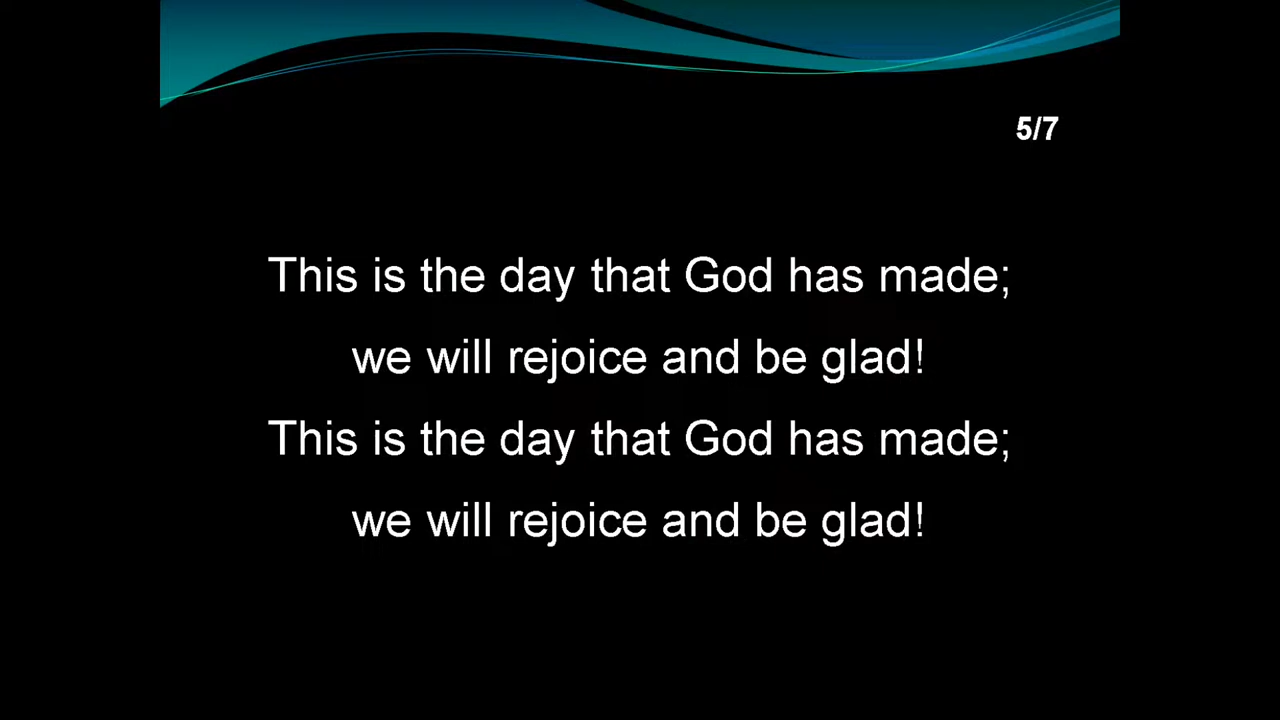 5/7
This is the day that God has made;
we will rejoice and be glad!
This is the day that God has made;
we will rejoice and be glad!